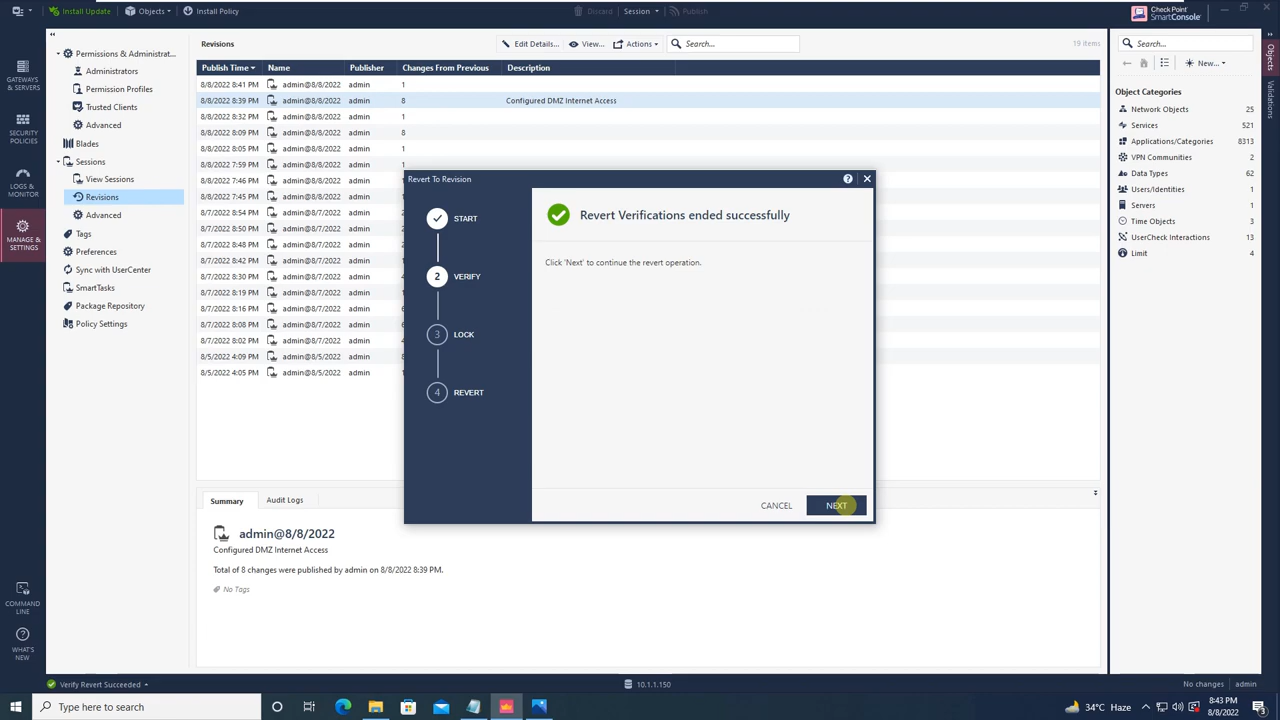 Install Update
Objects
Install Policy
Discard
Session
Publish
Check Point
SmartConsole
GATEWAYS
& SERVERS
SECURITY
POLICIES
LOGS &
MONITOR
MANAGE &
SETTINGS
COMMAND
LINE
WHAT'S
NEW
Permissions & Administrat...
Administrators
Permission Profiles
Trusted Clients
Advanced
Blades
Sessions
View Sessions
Revisions
Advanced
Tags
Preferences
Sync with UserCenter
SmartTasks
Package Repository
Policy Settings
Revisions
Edit Details...
View...
Actions
Search...
19 items
Publish Time Name Publisher Changes From Previous Description
8/8/2022 8:41 PM admin@8/8/2022 admin 1
8/8/2022 8:39 PM admin@8/8/2022 admin 8 Configured DMZ Internet Access
8/8/2022 8:32 PM admin@8/8/2022 admin 1
8/8/2022 8:09 PM admin@8/8/2022 admin 8
8/8/2022 8:05 PM admin@8/8/2022 admin 1
8/8/2022 7:59 PM admin@8/8/2022 admin 1
8/8/2022 7:46 PM admin@8/8/2022 admin
8/8/2022 7:45 PM admin@8/8/2022 admin
8/7/2022 8:54 PM admin@8/7/2022 admin
8/7/2022 8:50 PM admin@8/7/2022 admin
8/7/2022 8:48 PM admin@8/7/2022 admin
8/7/2022 8:42 PM admin@8/7/2022 admin
8/7/2022 8:30 PM admin@8/7/2022 admin
8/7/2022 8:19 PM admin@8/7/2022 admin
8/7/2022 8:16 PM admin@8/7/2022 admin
8/7/2022 8:08 PM admin@8/7/2022 admin
8/7/2022 8:02 PM admin@8/7/2022 admin
8/5/2022 4:09 PM admin@8/5/2022 admin
8/5/2022 4:05 PM admin@8/5/2022 admin
Revert To Revision
START
2 VERIFY
3 LOCK
4 REVERT
Revert Verifications ended successfully
Click 'Next' to continue the revert operation.
CANCEL
NEXT
Summary
Audit Logs
admin@8/8/2022
Configured DMZ Internet Access
Total of 8 changes were published by admin on 8/8/2022 8:39 PM.
No Tags
Search...
New...
Object Categories
Network Objects 25
Services 521
Applications/Categories 8313
VPN Communities 2
Data Types 62
Users/Identities 1
Servers 1
Time Objects 3
UserCheck Interactions 13
Limit 4
Objects
Validations
Verify Revert Succeeded
10.1.1.150
No changes
admin
Type here to search
34°C Haze
8:43 PM
8/8/2022
3